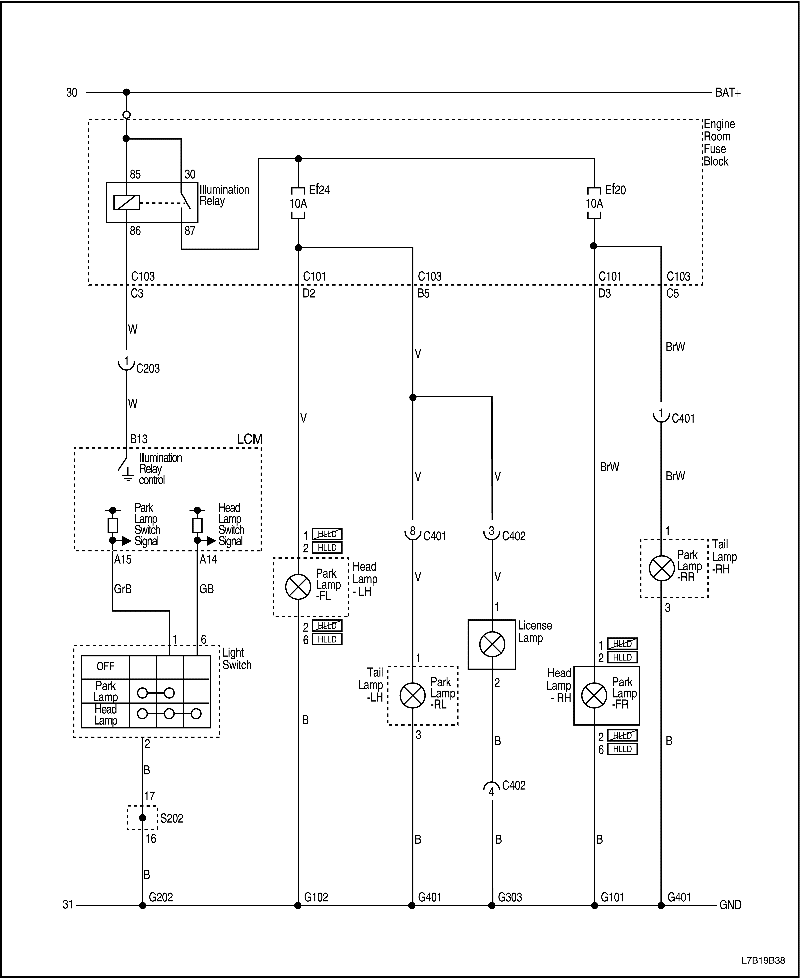 30
BAT+
Engine
Room
Fuse
Block
85
30
Illumination
Relay
86
87
Ef24
10A
Ef20
10A
C103
C3
C101
D2
C103
B5
C101
D3
C103
C5
W
1
C203
W
V
V
BrW
1
C401
BrW
BrW
B13
LCM
Illumination
Relay
control
Park
Lamp
Switch
Signal
Head
Lamp
Switch
Signal
A15
A14
GrB
GB
1
6
Light
Switch
OFF
Park
Lamp
Head
Lamp
2
B
17
S202
16
B
1 HLLD
2 HLLD
Park
Lamp
-FL
Head
Lamp
- LH
2 HLLD
6 HLLD
B
V
8
C401
V
1
Tail
Lamp
-LH
Park
Lamp
-RL
3
B
V
3
C402
V
1
License
Lamp
2
B
4
C402
B
1 HLLD
2 HLLD
Head
Lamp
- RH
Park
Lamp
-FR
2 HLLD
6 HLLD
B
1
Park
Lamp
-RR
Tail
Lamp
-RH
3
B
31
G202
G102
G401
G303
G101
G401
GND
L7B19B38